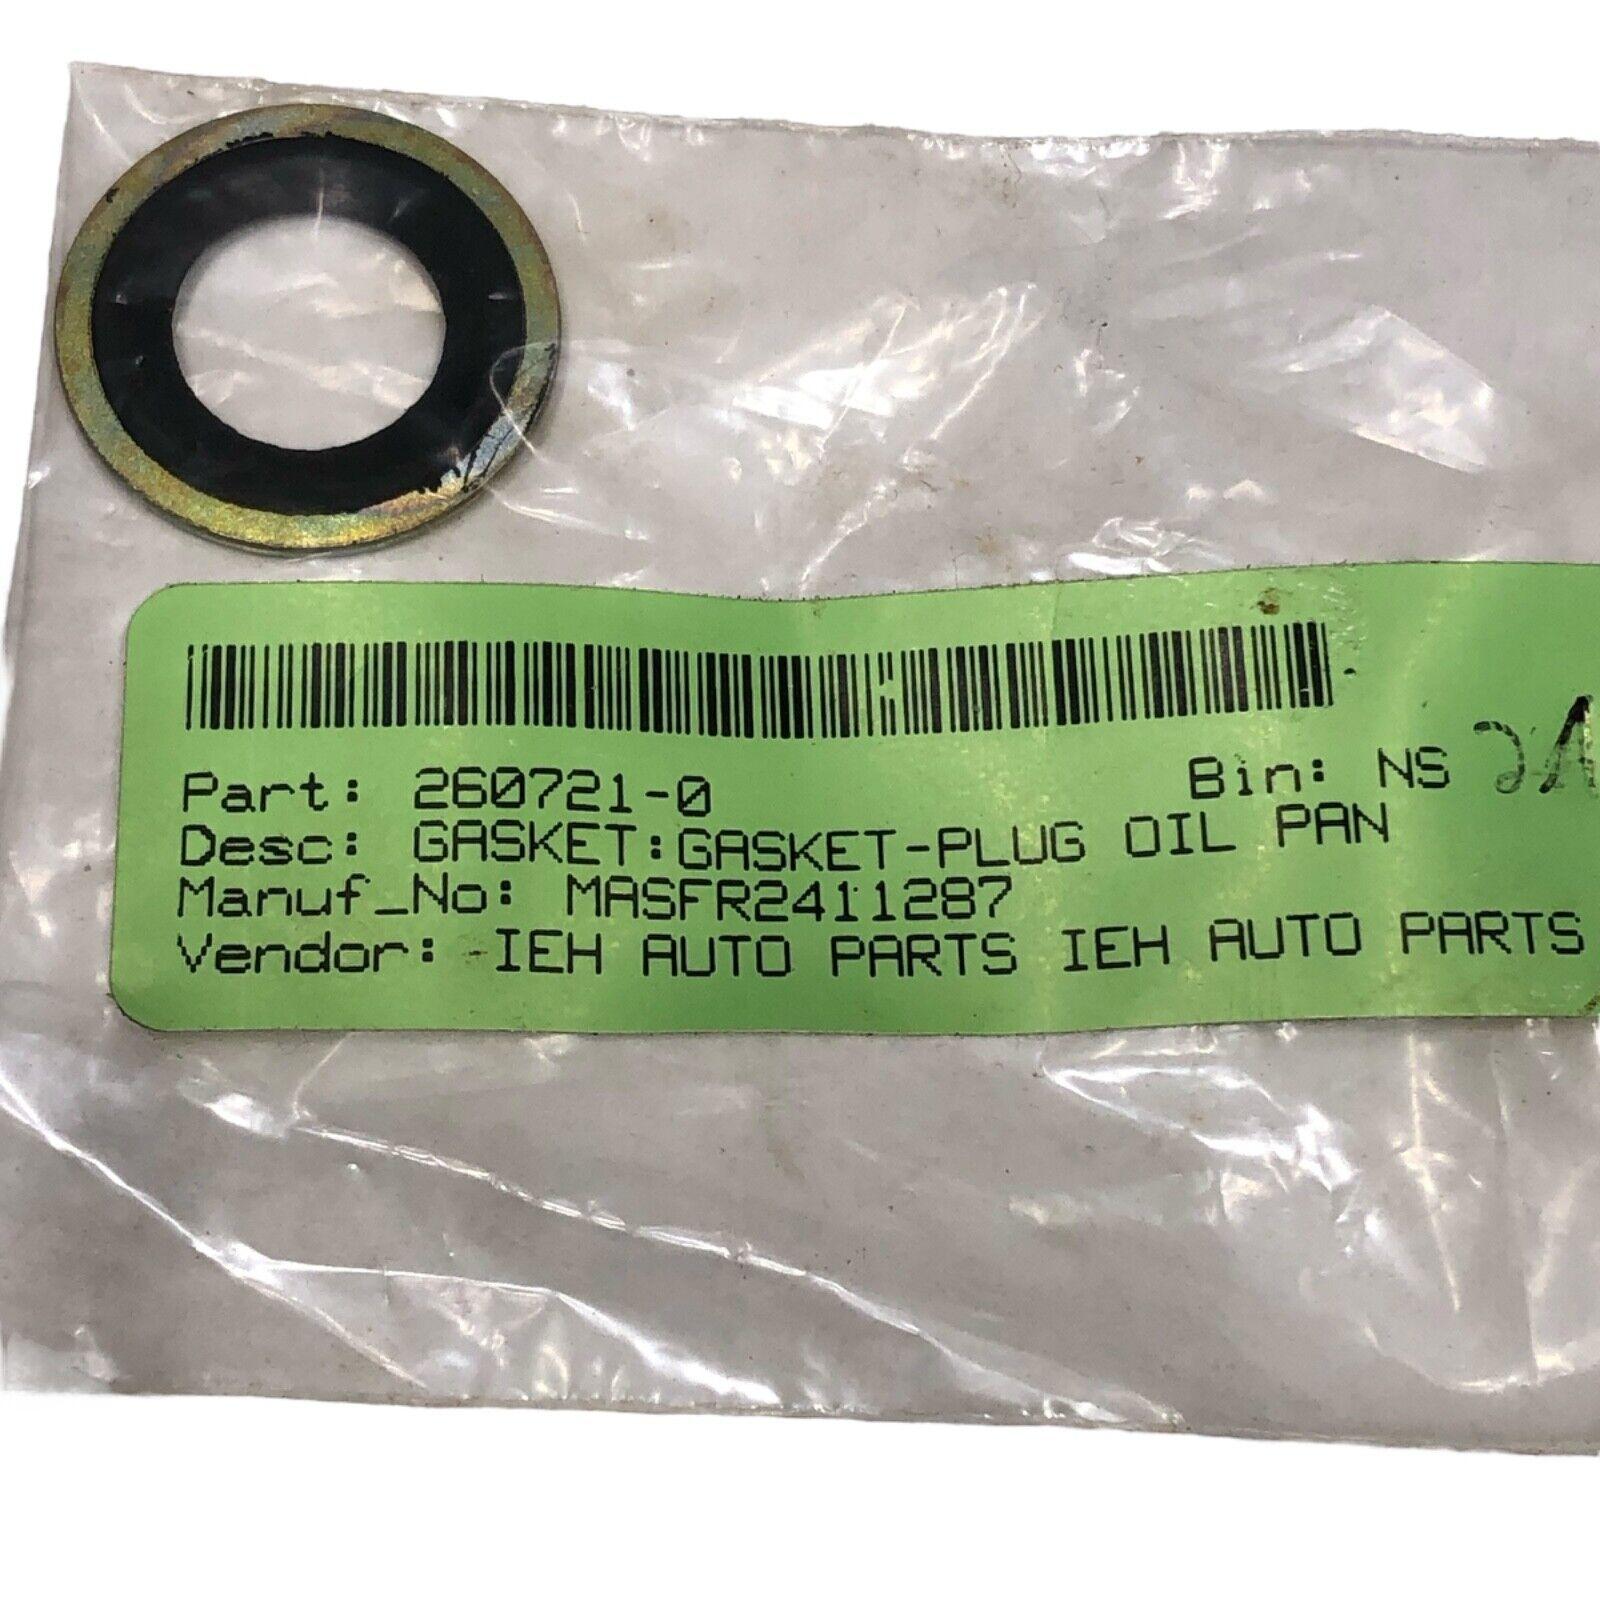 Part: 260721-0 Bin: NS
Desc: GASKET:GASKET-PLUG OIL PAN
Manuf_No: MASFR2411287
Vendor: IEH AUTO PARTS IEH AUTO PARTS